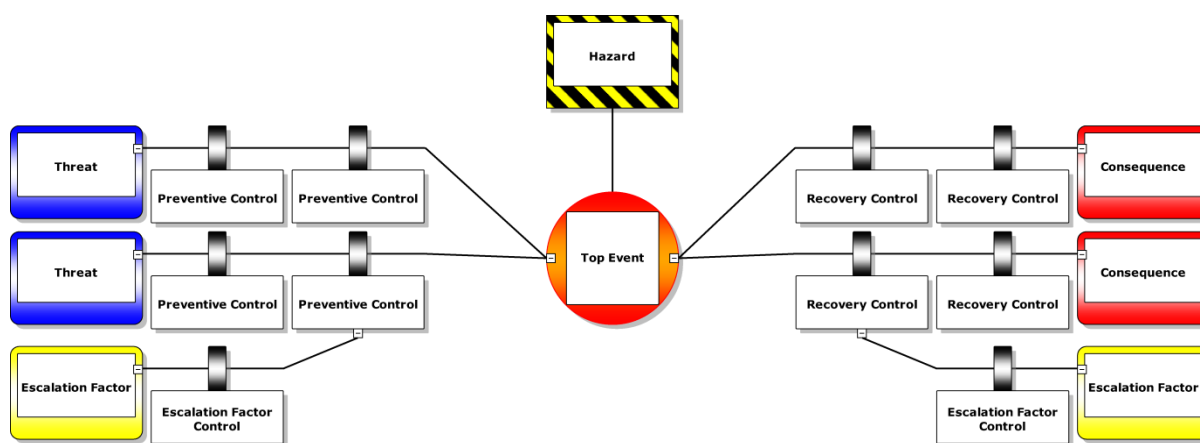 Hazard
Threat
Preventive Control
Preventive Control
Top Event
Recovery Control
Recovery Control
Consequence
Threat
Preventive Control
Preventive Control
Recovery Control
Recovery Control
Consequence
Escalation Factor
Escalation Factor
Control
Escalation Factor
Control
Escalation Factor